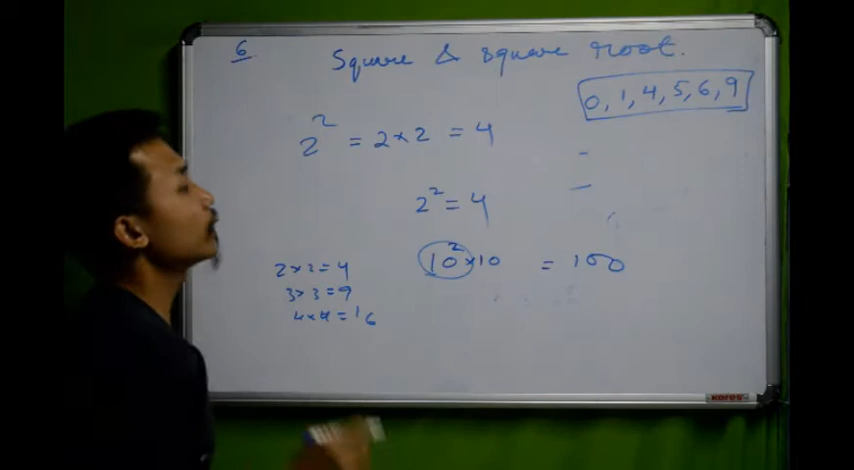 6
Square & square root.
0, 1, 4, 5, 6, 9
2² = 2 × 2 = 4
2² = 4
10² × 10 = 100
2 × 2 = 4
3 × 3 = 9
4 × 4 = 16
kores